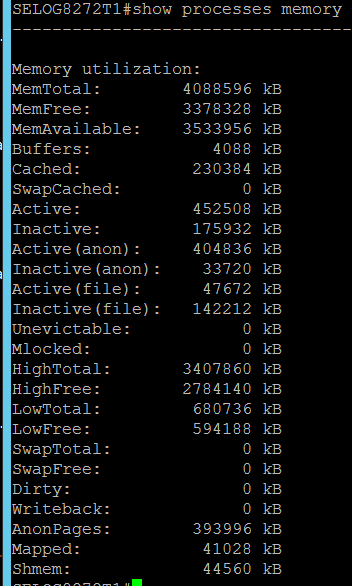 SELOG8272T1#show processes memory
----------------------------------
Memory utilization:
MemTotal: 4088596 kB
MemFree: 3378328 kB
MemAvailable: 3533956 kB
Buffers: 4088 kB
Cached: 230384 kB
SwapCached: 0 kB
Active: 452508 kB
Inactive: 175932 kB
Active(anon): 404836 kB
Inactive(anon): 33720 kB
Active(file): 47672 kB
Inactive(file): 142212 kB
Unevictable: 0 kB
Mlocked: 0 kB
HighTotal: 3407860 kB
HighFree: 2784140 kB
LowTotal: 680736 kB
LowFree: 594188 kB
SwapTotal: 0 kB
SwapFree: 0 kB
Dirty: 0 kB
Writeback: 0 kB
AnonPages: 393996 kB
Mapped: 41028 kB
Shmem: 44560 kB
SELOG8272T1#